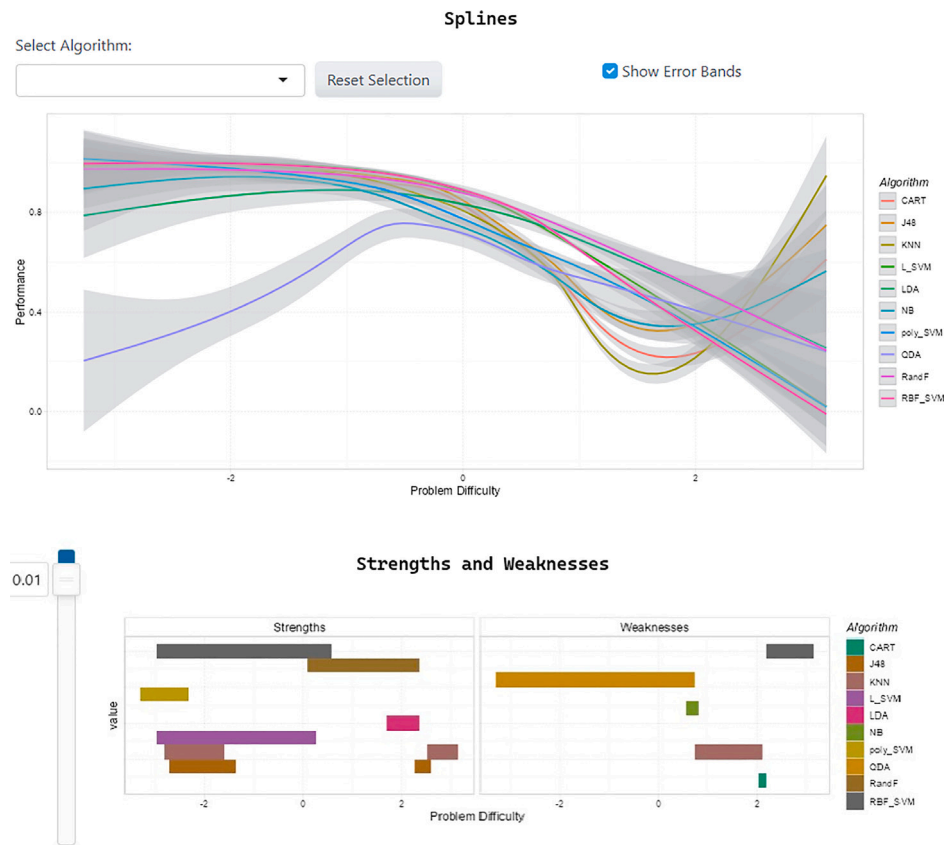 Splines
Select Algorithm:
Reset Selection
Show Error Bands
Performance
0.8
0.4
0.0
-2
0
2
Problem Difficulty
Algorithm
CART
J48
KNN
L_SVM
LDA
NB
poly_SVM
QDA
RandF
RBF_SVM
0.01
Strengths and Weaknesses
Strengths
Weaknesses
value
-2
0
2
-2
0
2
Problem Difficulty
Algorithm
CART
J48
KNN
L_SVM
LDA
NB
poly_SVM
QDA
RandF
RBF_SVM